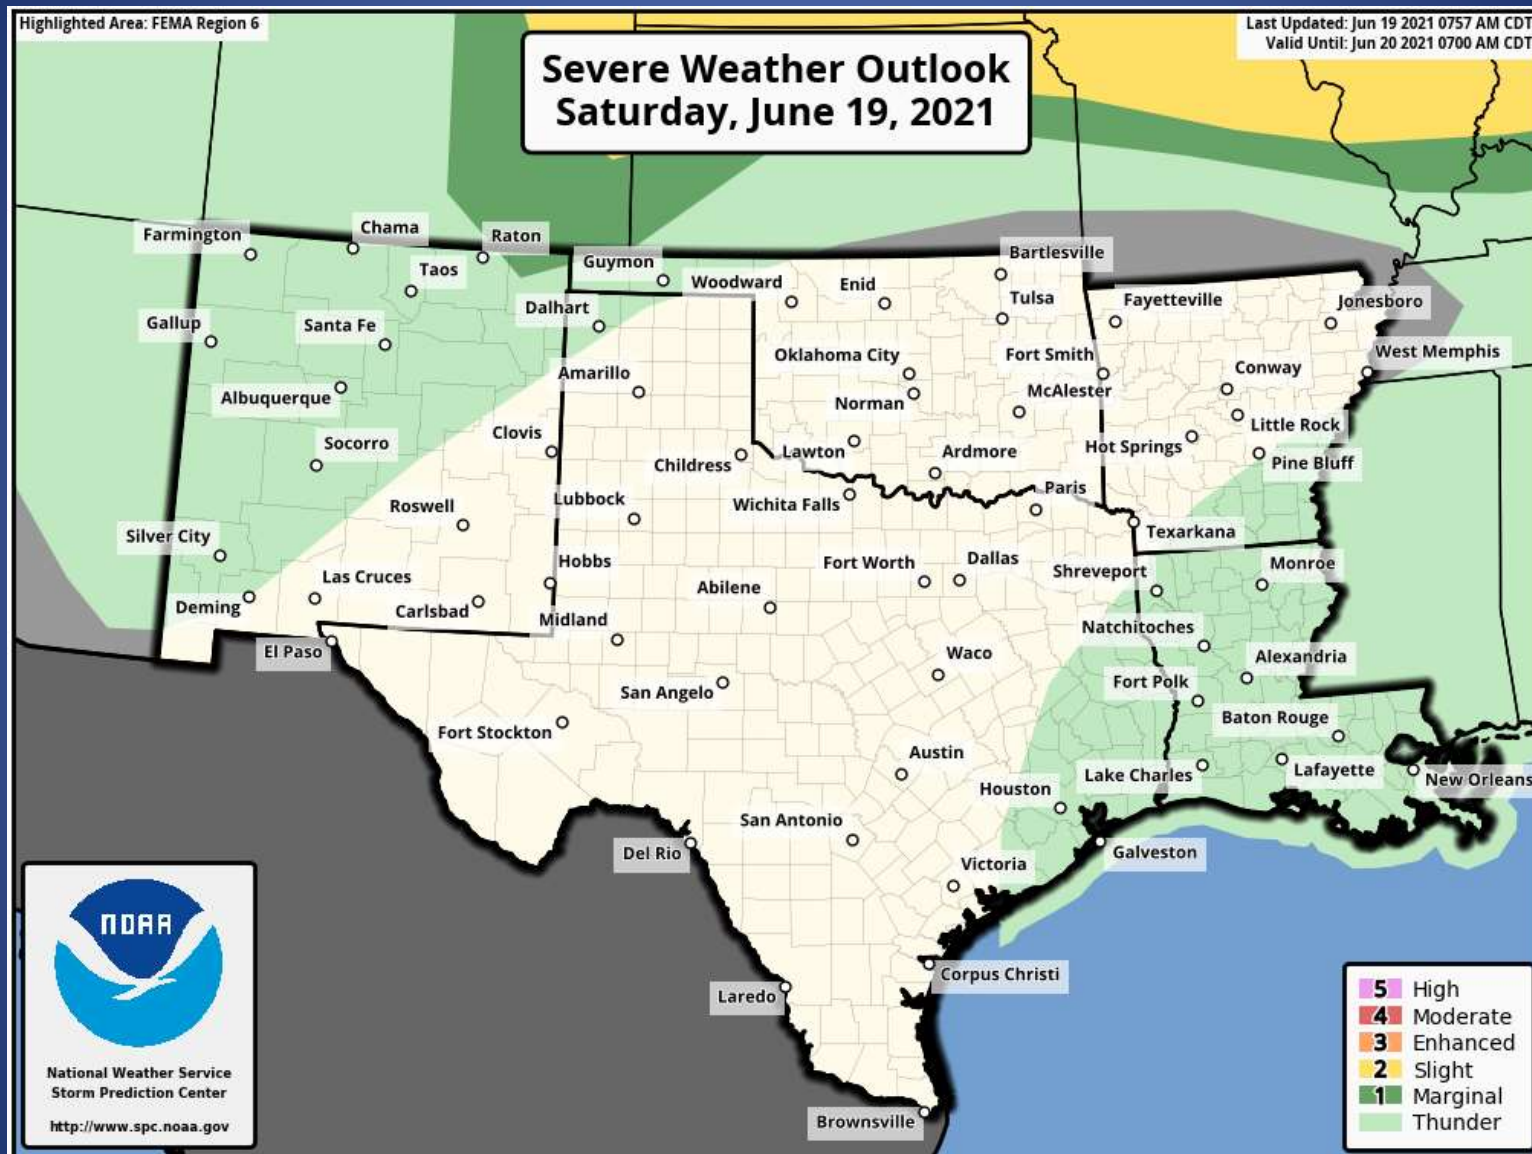 Highlighted Area: FEMA Region 6
Last Updated: Jun 19 2021 0757 AM CDT
Valid Until: Jun 20 2021 0700 AM CDT
Severe Weather Outlook
Saturday, June 19, 2021
Farmington
Chama
Raton
Taos
Guymon
Woodward
Enid
Bartlesville
Tulsa
Fayetteville
Jonesboro
Gallup
Santa Fe
Dalhart
Oklahoma City
Fort Smith
West Memphis
Albuquerque
Amarillo
Norman
McAlester
Conway
Little Rock
Socorro
Clovis
Childress
Lawton
Ardmore
Hot Springs
Pine Bluff
Roswell
Lubbock
Wichita Falls
Paris
Texarkana
Silver City
Las Cruces
Hobbs
Fort Worth
Dallas
Shreveport
Monroe
Deming
Carlsbad
Midland
Abilene
Natchitoches
El Paso
San Angelo
Waco
Alexandria
Fort Polk
Fort Stockton
Baton Rouge
Austin
Houston
Lake Charles
Lafayette
New Orleans
San Antonio
Del Rio
Victoria
Galveston
Corpus Christi
Laredo
Brownsville
NOAA
National Weather Service
Storm Prediction Center
http://www.spc.noaa.gov
5 High
4 Moderate
3 Enhanced
2 Slight
1 Marginal
Thunder